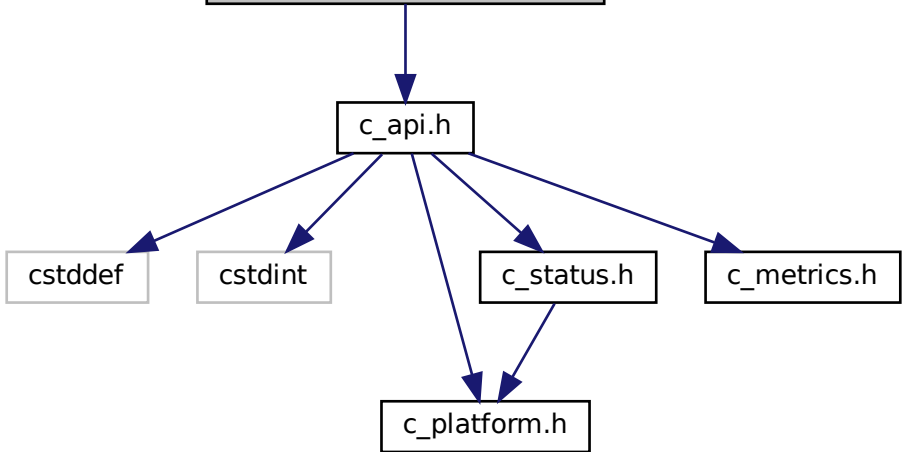 c_api.h
cstddef
cstdint
c_status.h
c_metrics.h
c_platform.h